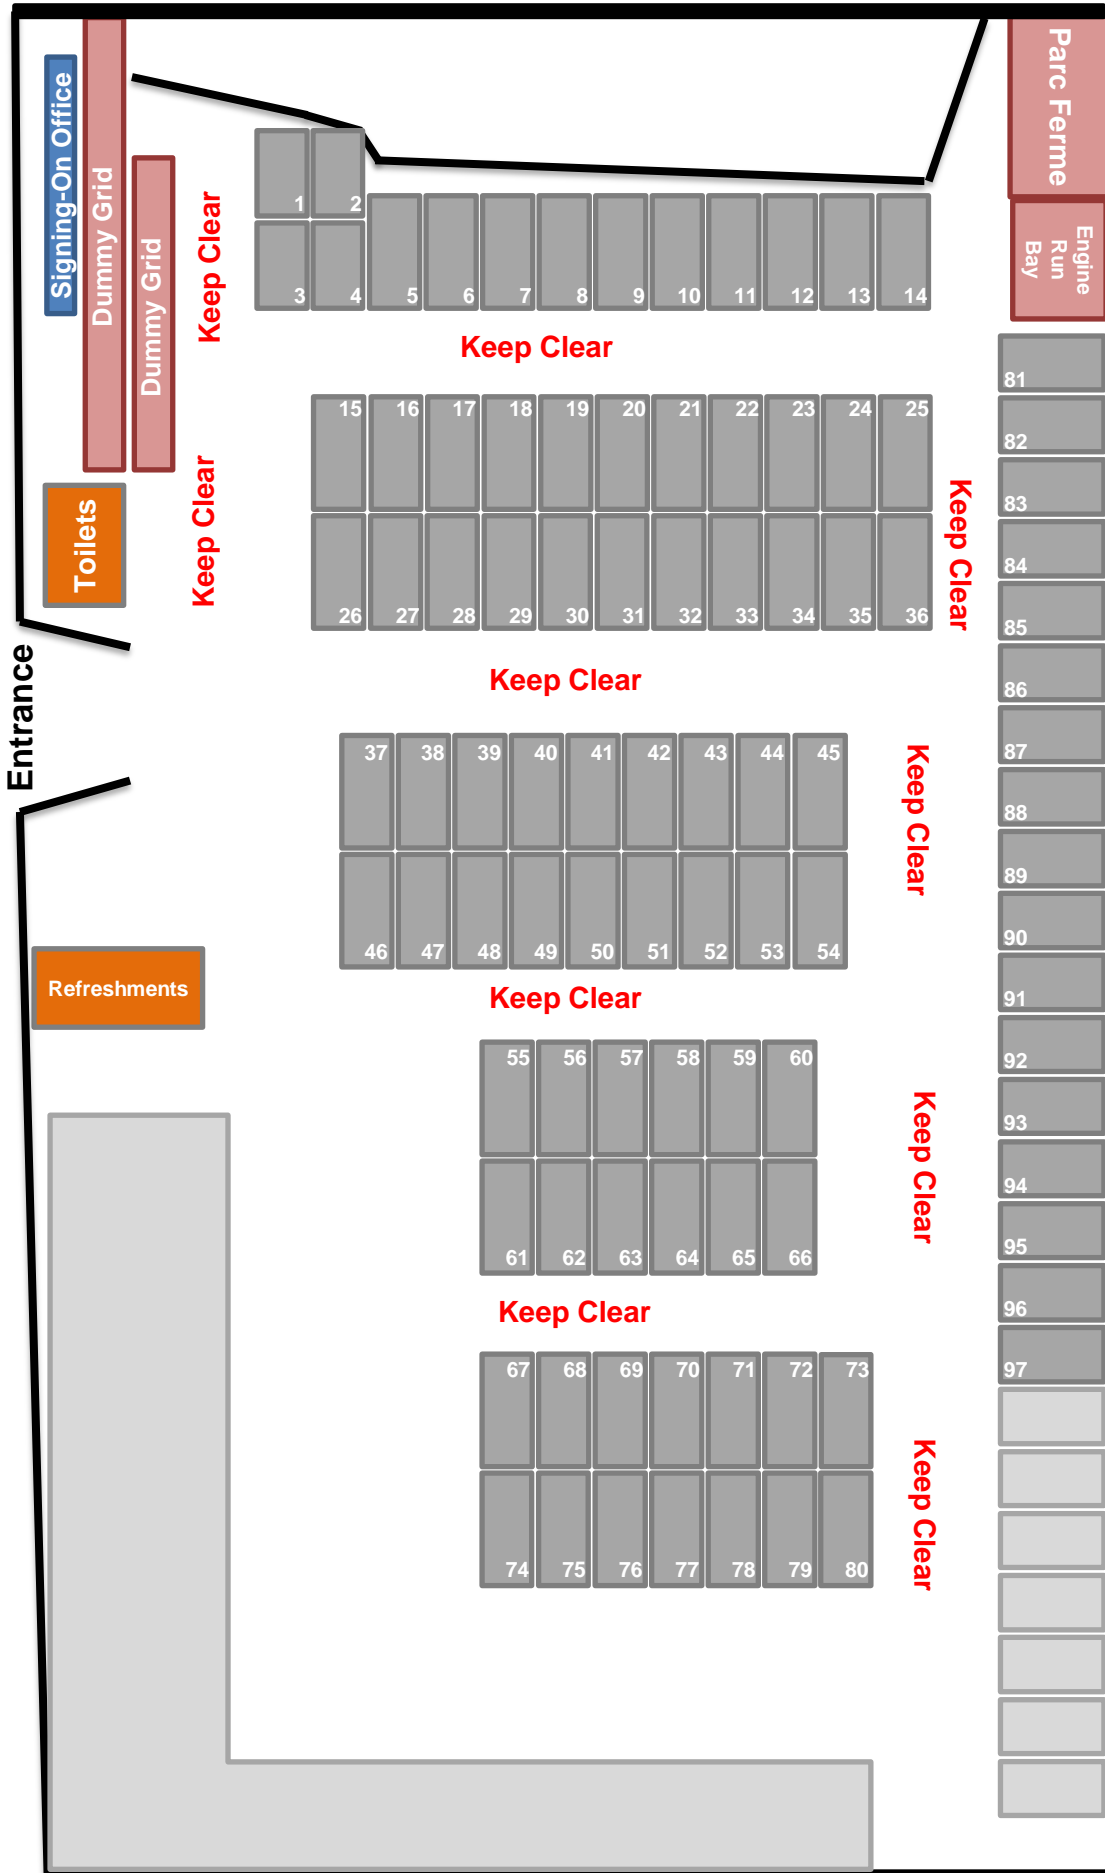 Parc Ferme
Signing-On Office
Dummy Grid
Dummy Grid
Keep Clear
1 2
3 4 5 6 7 8 9 10 11 12 13 14
Engine
Run
Bay
Keep Clear
81
15 16 17 18 19 20 21 22 23 24 25
82
Keep Clear
Keep Clear
83
Toilets
84
26 27 28 29 30 31 32 33 34 35 36
85
Entrance
Keep Clear
86
37 38 39 40 41 42 43 44 45
87
Keep Clear
88
89
46 47 48 49 50 51 52 53 54
90
Refreshments
Keep Clear
91
55 56 57 58 59 60
92
Keep Clear
93
94
61 62 63 64 65 66
95
Keep Clear
96
67 68 69 70 71 72 73
97
Keep Clear
74 75 76 77 78 79 80